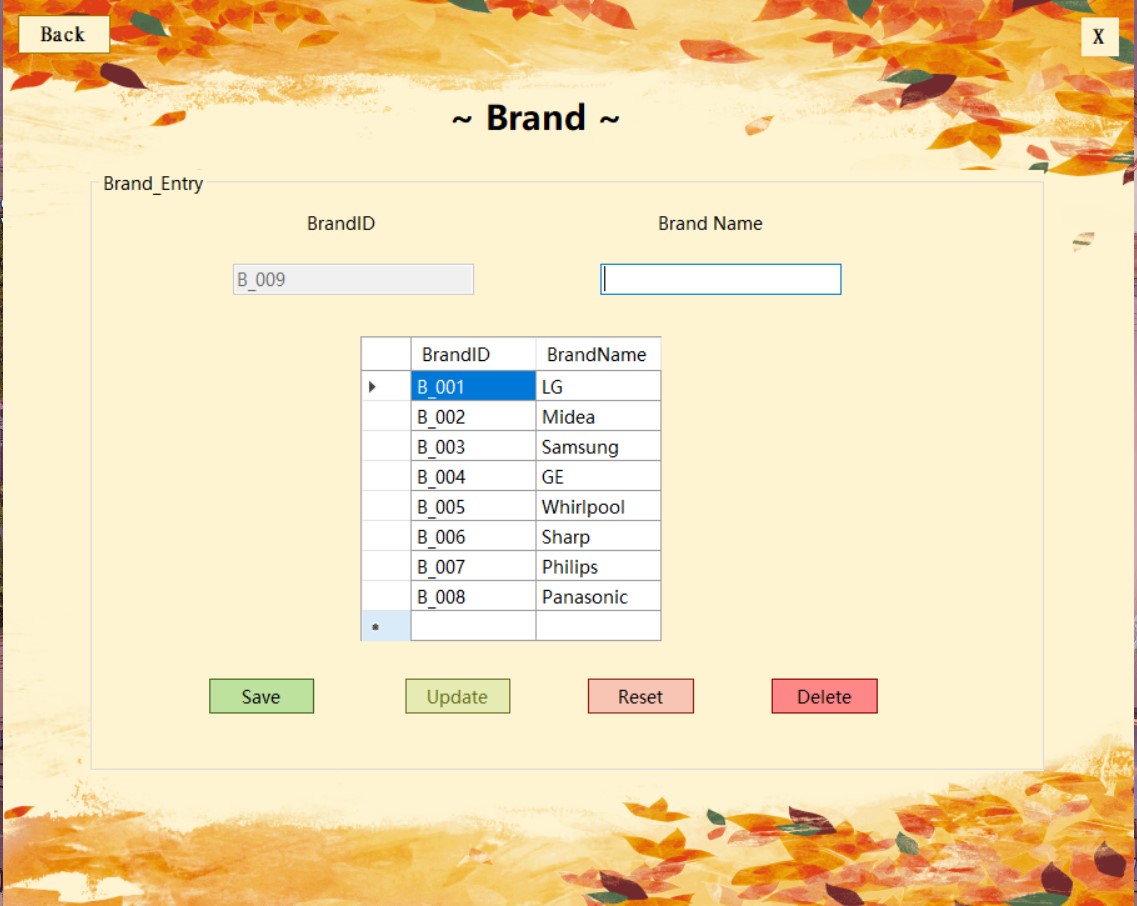 Back
X
~ Brand ~
Brand_Entry
BrandID Brand Name
B_009
BrandID BrandName
B_001 LG
B_002 Midea
B_003 Samsung
B_004 GE
B_005 Whirlpool
B_006 Sharp
B_007 Philips
B_008 Panasonic
Save Update Reset Delete